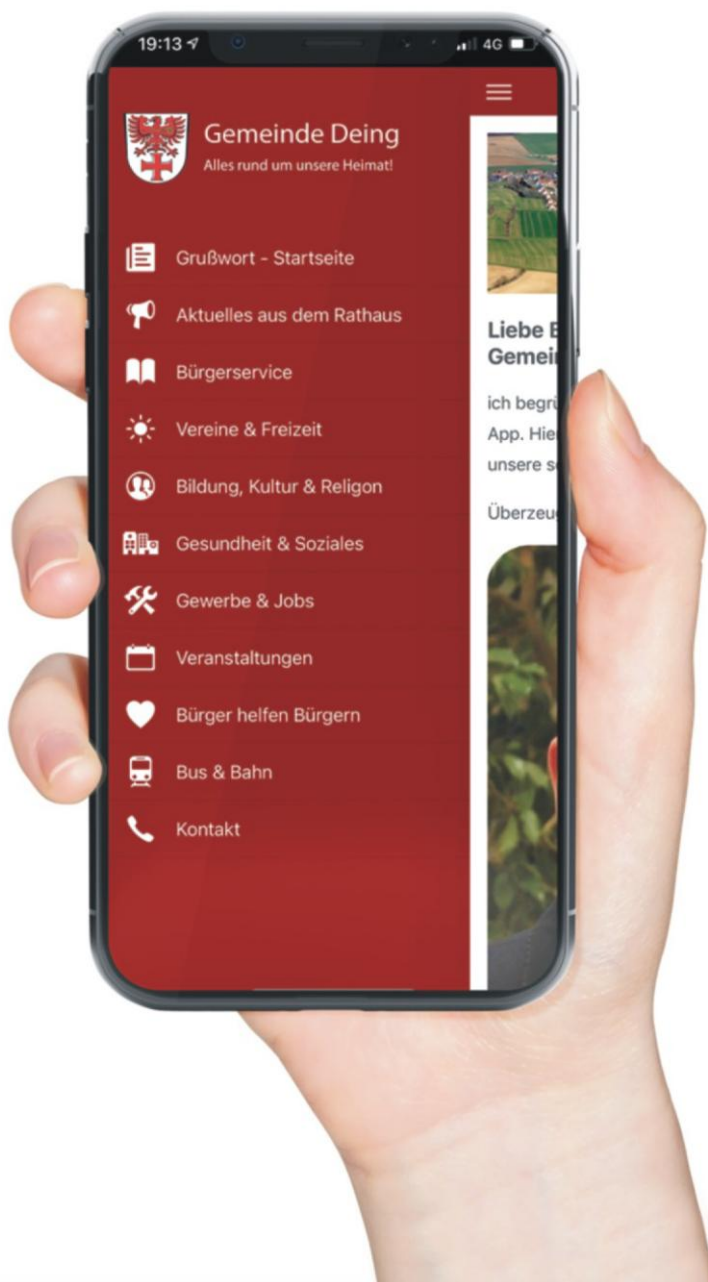 19:13
4G
Gemeinde Deing
Alles rund um unsere Heimat!
Grußwort - Startseite
Aktuelles aus dem Rathaus
Bürgerservice
Vereine & Freizeit
Bildung, Kultur & Religon
Gesundheit & Soziales
Gewerbe & Jobs
Veranstaltungen
Bürger helfen Bürgern
Bus & Bahn
Kontakt
Liebe
Gemei
ich begrü
App. Hie
unsere s
Überzeu